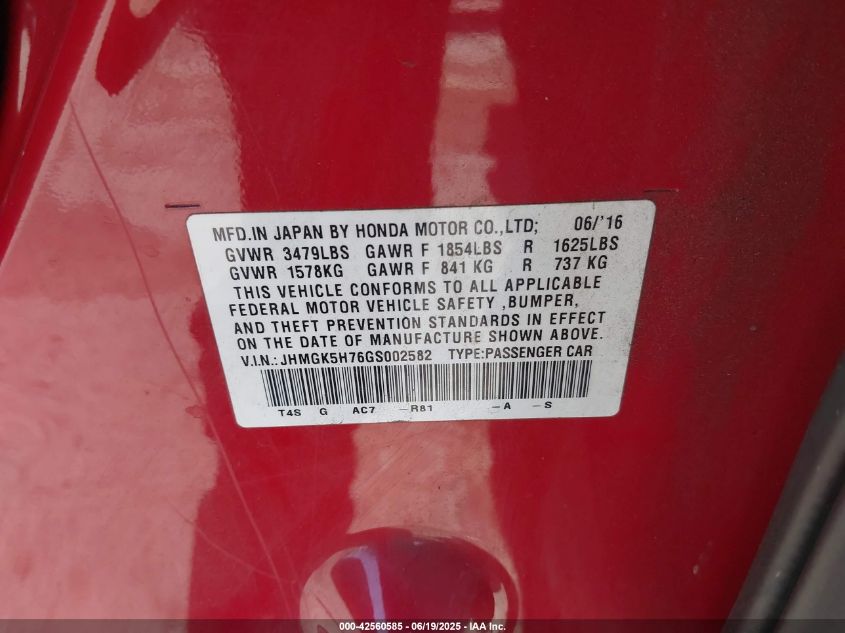 MFD.IN JAPAN BY HONDA MOTOR CO.,LTD; 06/'16
GVWR 3479LBS GAWR F 1854LBS R 1625LBS
GVWR 1578KG GAWR F 841 KG R 737 KG
THIS VEHICLE CONFORMS TO ALL APPLICABLE
FEDERAL MOTOR VEHICLE SAFETY ,BUMPER,
AND THEFT PREVENTION STANDARDS IN EFFECT
ON THE DATE OF MANUFACTURE SHOWN ABOVE.
V.I.N.: JHMGK5H76GS002582 TYPE:PASSENGER CAR
T4S G AC7 –R81 –A –S
000-42560585 - 06/19/2025 - IAA Inc.